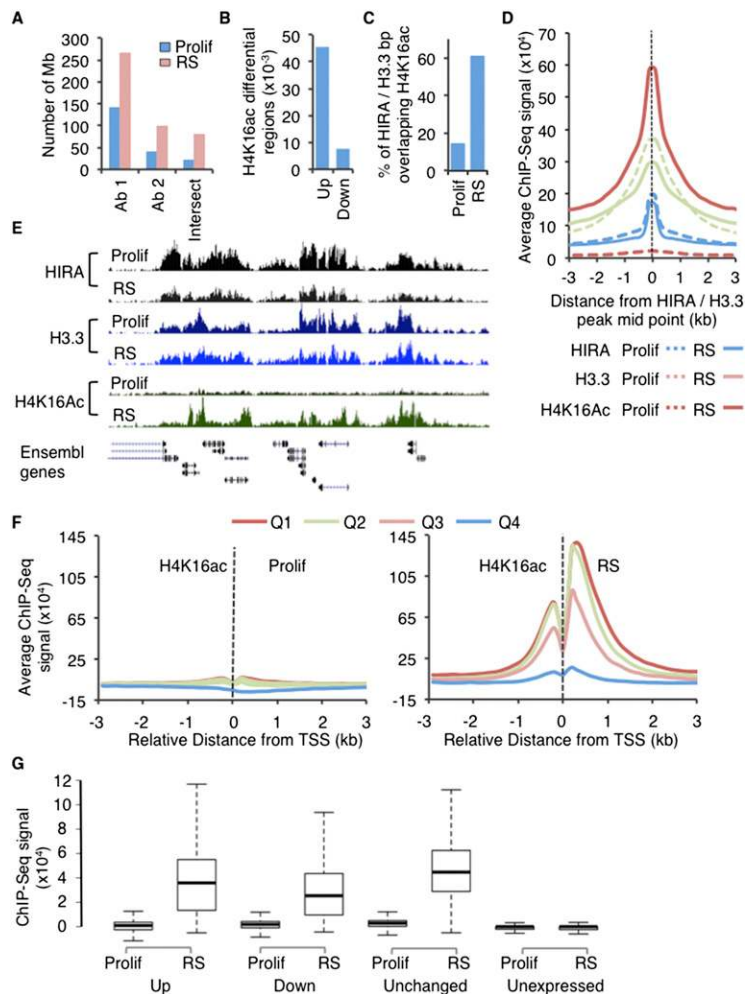 A
Number of Mb
300
250
200
150
100
50
0
Prolif
RS
Ab 1
Ab 2
Intersect
B
H4K16ac differential
regions (x10-3)
50
40
30
20
10
0
Up
Down
C
% of HIRA / H3.3 bp
overlapping H4K16ac
60
40
20
0
Prolif
RS
D
Average ChIP-Seq signal (x10⁴)
70
60
50
40
30
20
10
0
-3 -2 -1 0 1 2 3
Distance from HIRA / H3.3
peak mid point (kb)
HIRA Prolif RS
H3.3 Prolif RS
H4K16Ac Prolif RS
E
HIRA
Prolif
RS
H3.3
Prolif
RS
H4K16Ac
Prolif
RS
Ensembl
genes
F
Q1 Q2 Q3 Q4
Average ChIP-Seq
signal (x10⁴)
145
105
65
25
-15
H4K16ac Prolif
-3 -2 -1 0 1 2 3
Relative Distance from TSS (kb)
145
105
65
25
-15
H4K16ac RS
-3 -2 -1 0 1 2 3
Relative Distance from TSS (kb)
G
ChIP-Seq signal
(x10⁴)
12
10
8
6
4
2
0
Prolif RS Prolif RS Prolif RS Prolif RS
Up Down Unchanged Unexpressed